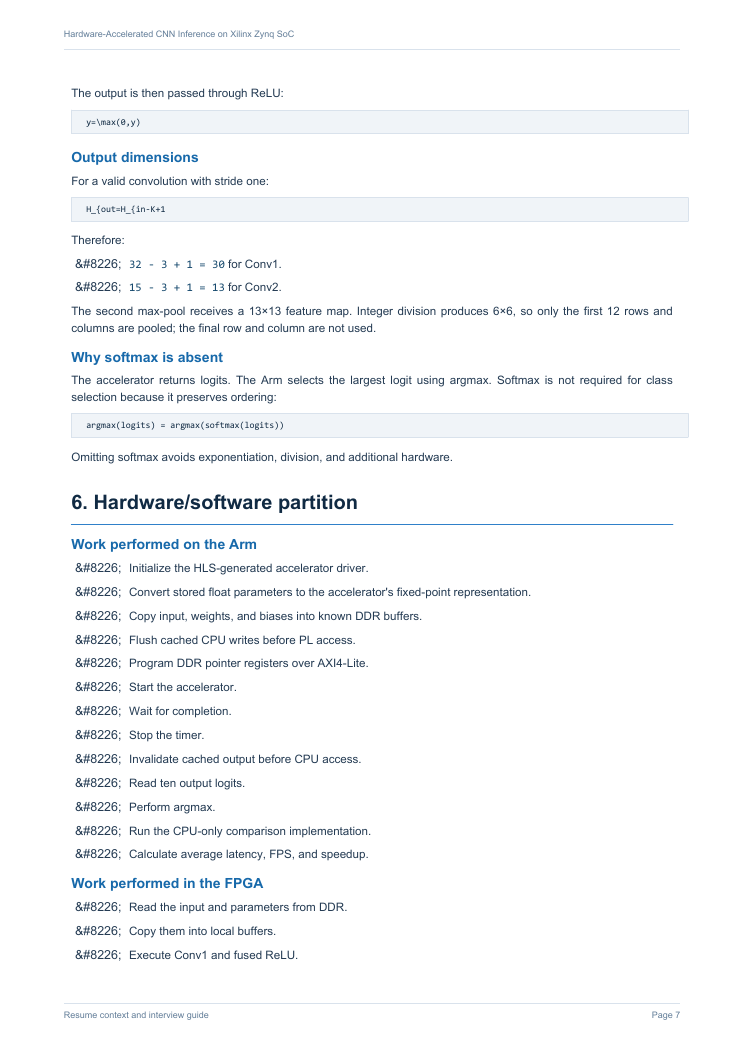 Hardware-Accelerated CNN Inference on Xilinx Zynq SoC
The output is then passed through ReLU:
y=\max(0,y)
Output dimensions
For a valid convolution with stride one:
H_{out=H_{in-K+1
Therefore:
&#8226; 32 - 3 + 1 = 30 for Conv1.
&#8226; 15 - 3 + 1 = 13 for Conv2.
The second max-pool receives a 13×13 feature map. Integer division produces 6×6, so only the first 12 rows and
columns are pooled; the final row and column are not used.
Why softmax is absent
The accelerator returns logits. The Arm selects the largest logit using argmax. Softmax is not required for class
selection because it preserves ordering:
argmax(logits) = argmax(softmax(logits))
Omitting softmax avoids exponentiation, division, and additional hardware.
6. Hardware/software partition
Work performed on the Arm
&#8226; Initialize the HLS-generated accelerator driver.
&#8226; Convert stored float parameters to the accelerator's fixed-point representation.
&#8226; Copy input, weights, and biases into known DDR buffers.
&#8226; Flush cached CPU writes before PL access.
&#8226; Program DDR pointer registers over AXI4-Lite.
&#8226; Start the accelerator.
&#8226; Wait for completion.
&#8226; Stop the timer.
&#8226; Invalidate cached output before CPU access.
&#8226; Read ten output logits.
&#8226; Perform argmax.
&#8226; Run the CPU-only comparison implementation.
&#8226; Calculate average latency, FPS, and speedup.
Work performed in the FPGA
&#8226; Read the input and parameters from DDR.
&#8226; Copy them into local buffers.
&#8226; Execute Conv1 and fused ReLU.
Resume context and interview guide
Page 7